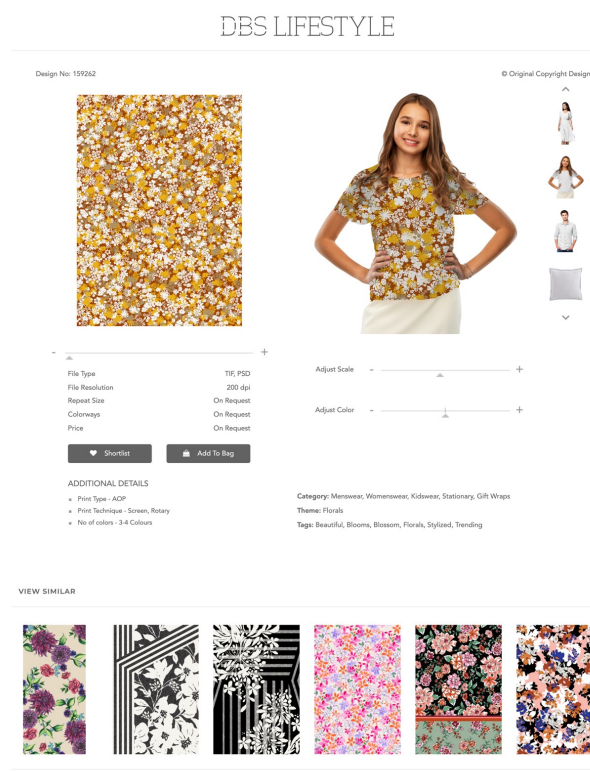 DBS LIFESTYLE
Design No: 159262
© Original Copyright Design
- +
File Type TIF, PSD
File Resolution 200 dpi
Repeat Size On Request
Colorways On Request
Price On Request
Shortlist
Add To Bag
Adjust Scale - +
Adjust Color - +
ADDITIONAL DETAILS
Print Type - AOP
Print Technique - Screen, Rotary
No of colors - 3-4 Colours
Category: Menswear, Womenswear, Kidswear, Stationary, Gift Wraps
Theme: Florals
Tags: Beautiful, Blooms, Blossom, Florals, Stylized, Trending
VIEW SIMILAR